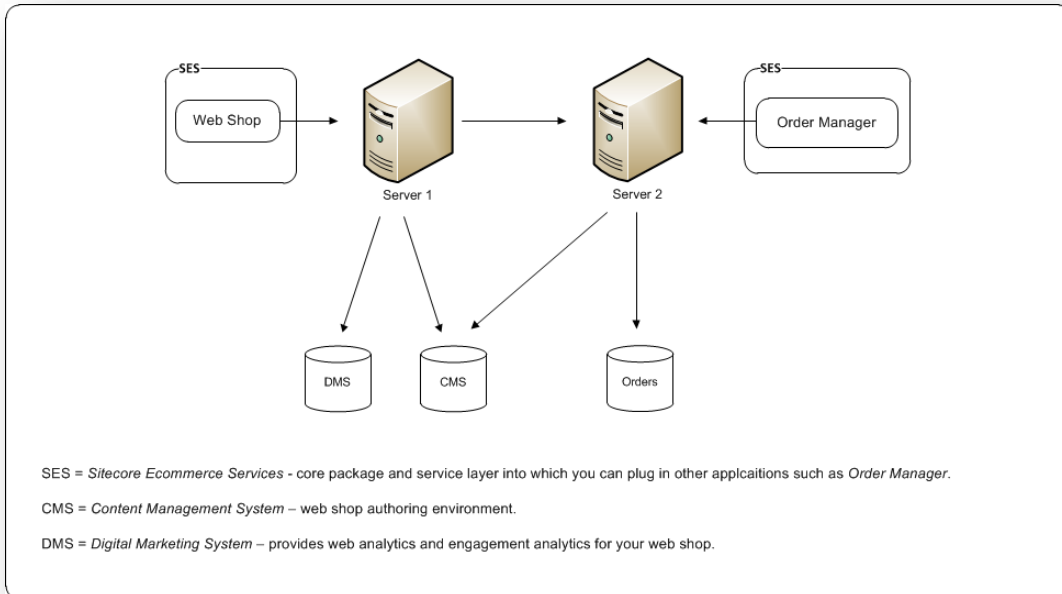 SES
SES
Web Shop
Order Manager
Server 1
Server 2
DMS
CMS
Orders
SES = Sitecore Ecommerce Services - core package and service layer into which you can plug in other applcaitions such as Order Manager.
CMS = Content Management System – web shop authoring environment.
DMS = Digital Marketing System – provides web analytics and engagement analytics for your web shop.